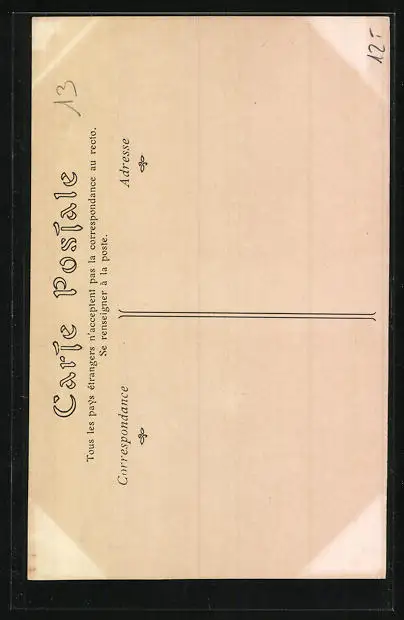 13
12-
Carte Postale
Tous les pays étrangers n'acceptent pas la correspondance au recto.
Se renseigner à la poste.
Correspondance
Adresse